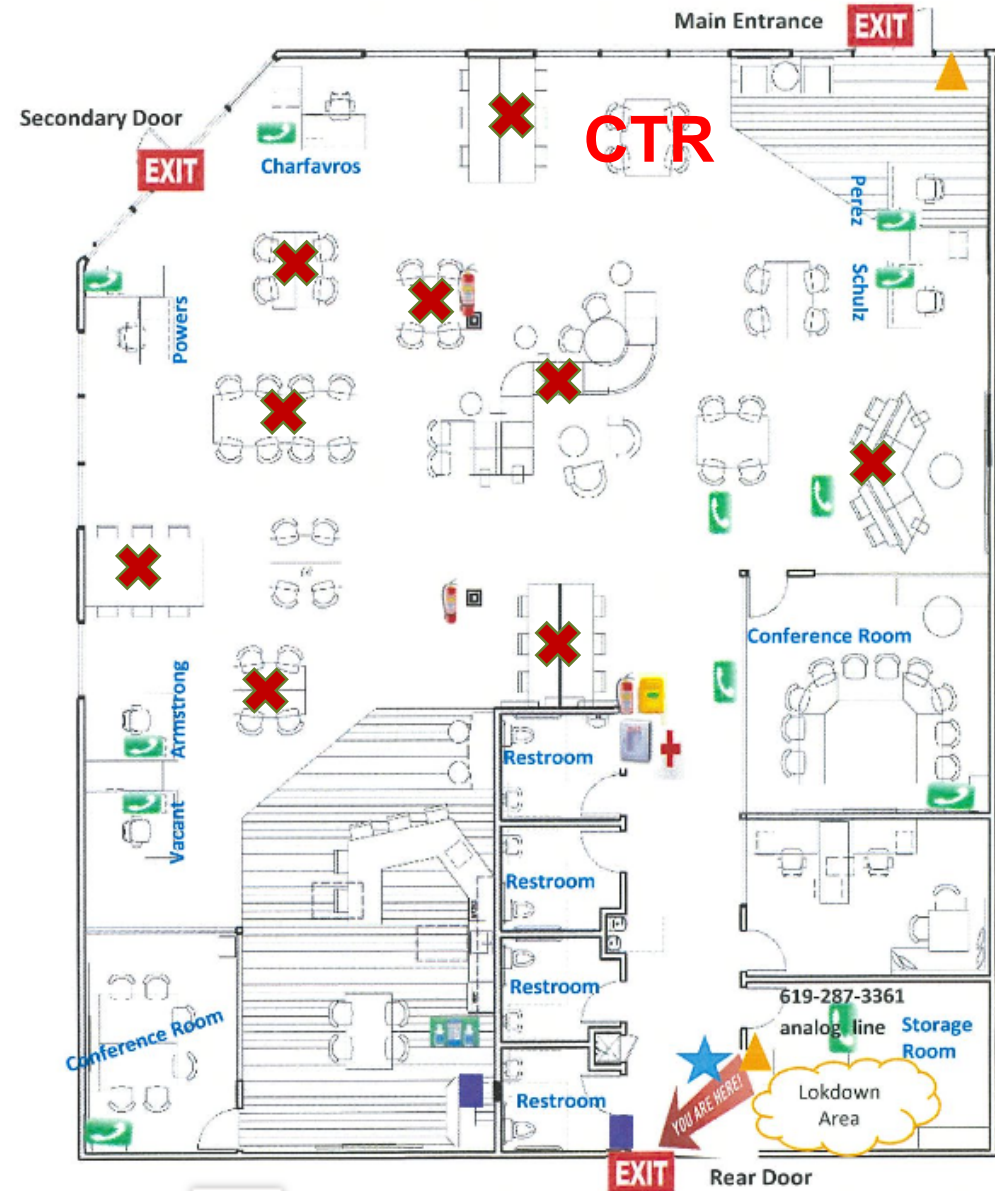 Main Entrance
EXIT
Secondary Door
EXIT
Charfavros
CTR
Perez
Schulz
Powers
Conference Room
Armstrong
Vacant
Restroom
Restroom
Restroom
Restroom
Conference Room
619-287-3361
analog line
Storage
Room
YOU ARE HERE!
Lokdown
Area
EXIT
Rear Door